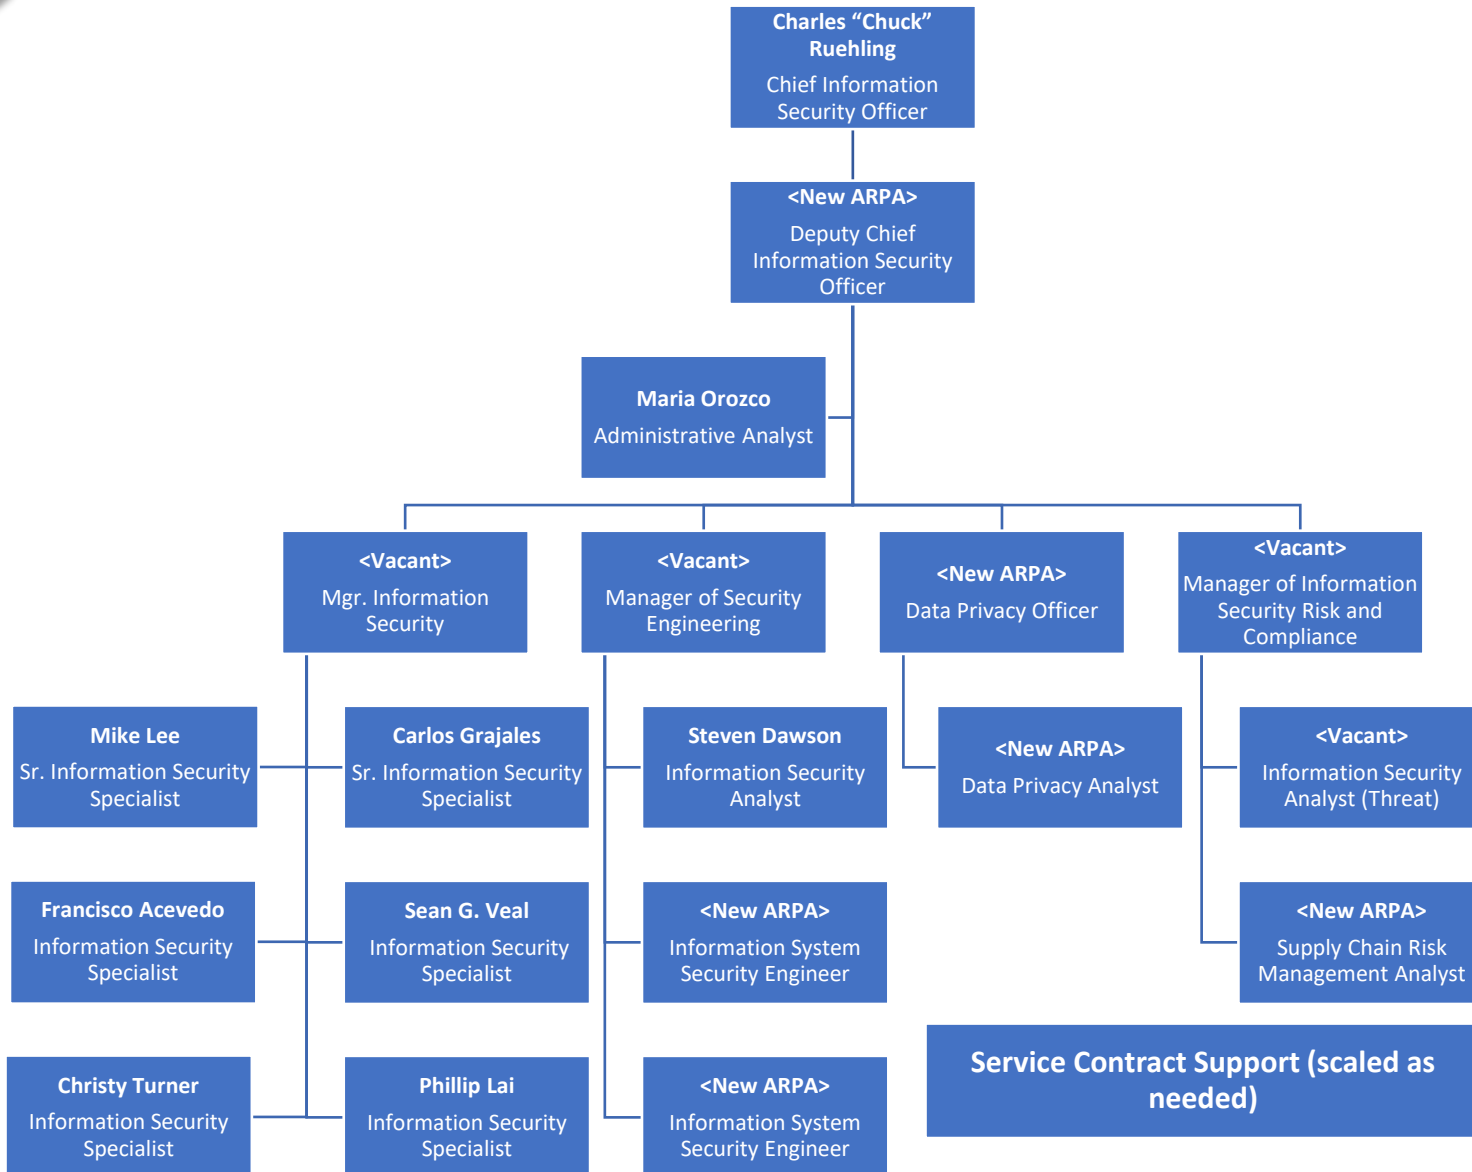 Charles “Chuck”
Ruehling
Chief Information
Security Officer
<New ARPA>
Deputy Chief
Information Security
Officer
Maria Orozco
Administrative Analyst
<Vacant>
Mgr. Information
Security
<Vacant>
Manager of Security
Engineering
<New ARPA>
Data Privacy Officer
<Vacant>
Manager of Information
Security Risk and
Compliance
Mike Lee
Sr. Information Security
Specialist
Carlos Grajales
Sr. Information Security
Specialist
Steven Dawson
Information Security
Analyst
<New ARPA>
Data Privacy Analyst
<Vacant>
Information Security
Analyst (Threat)
Francisco Acevedo
Information Security
Specialist
Sean G. Veal
Information Security
Specialist
<New ARPA>
Information System
Security Engineer
<New ARPA>
Supply Chain Risk
Management Analyst
Christy Turner
Information Security
Specialist
Phillip Lai
Information Security
Specialist
<New ARPA>
Information System
Security Engineer
Service Contract Support (scaled as
needed)